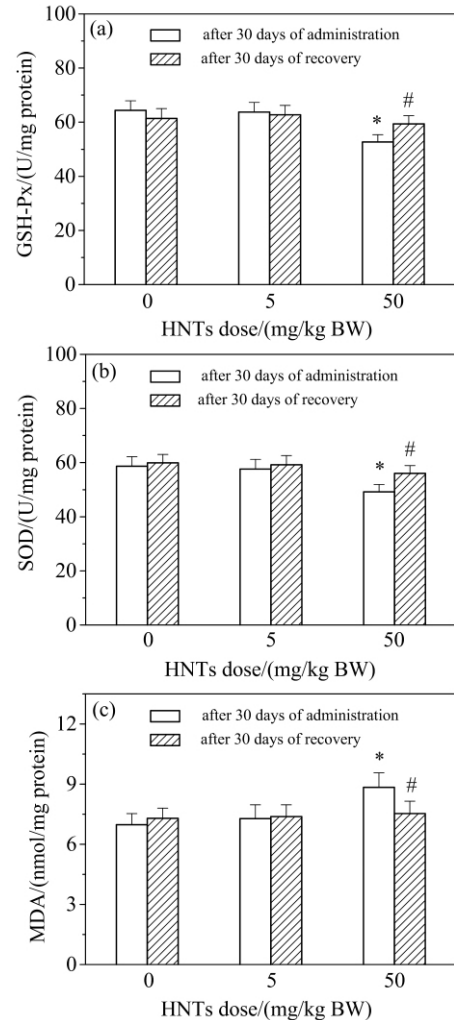 (a)
after 30 days of administration
after 30 days of recovery
GSH-Px/(U/mg protein)
100
80
60
40
20
0
*
#
0 5 50
HNTs dose/(mg/kg BW)
(b)
after 30 days of administration
after 30 days of recovery
SOD/(U/mg protein)
100
80
60
40
20
0
*
#
0 5 50
HNTs dose/(mg/kg BW)
(c)
after 30 days of administration
after 30 days of recovery
MDA/(nmol/mg protein)
12
9
6
3
0
*
#
0 5 50
HNTs dose/(mg/kg BW)